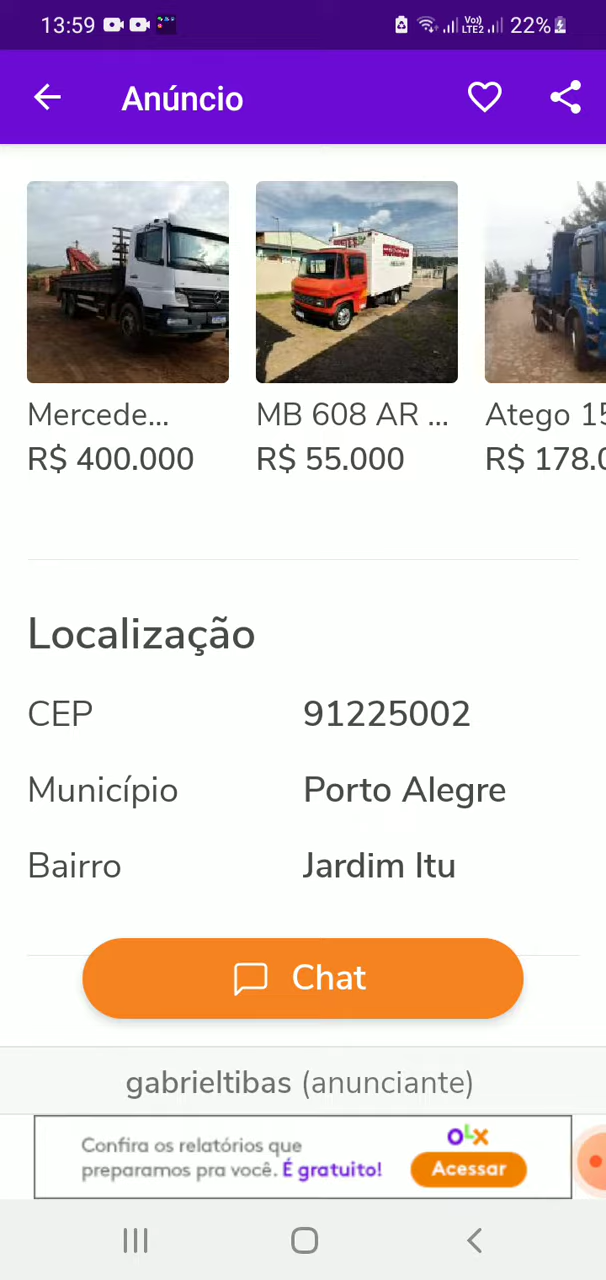 13:59 Vo)) LTE2 22%
Anúncio
Mercede... MB 608 AR ... Atego 15
R$ 400.000 R$ 55.000 R$ 178.0
Localização
CEP 91225002
Município Porto Alegre
Bairro Jardim Itu
Chat
gabrieltibas (anunciante)
Confira os relatórios que
preparamos pra você. É gratuito!
OLX
Acessar